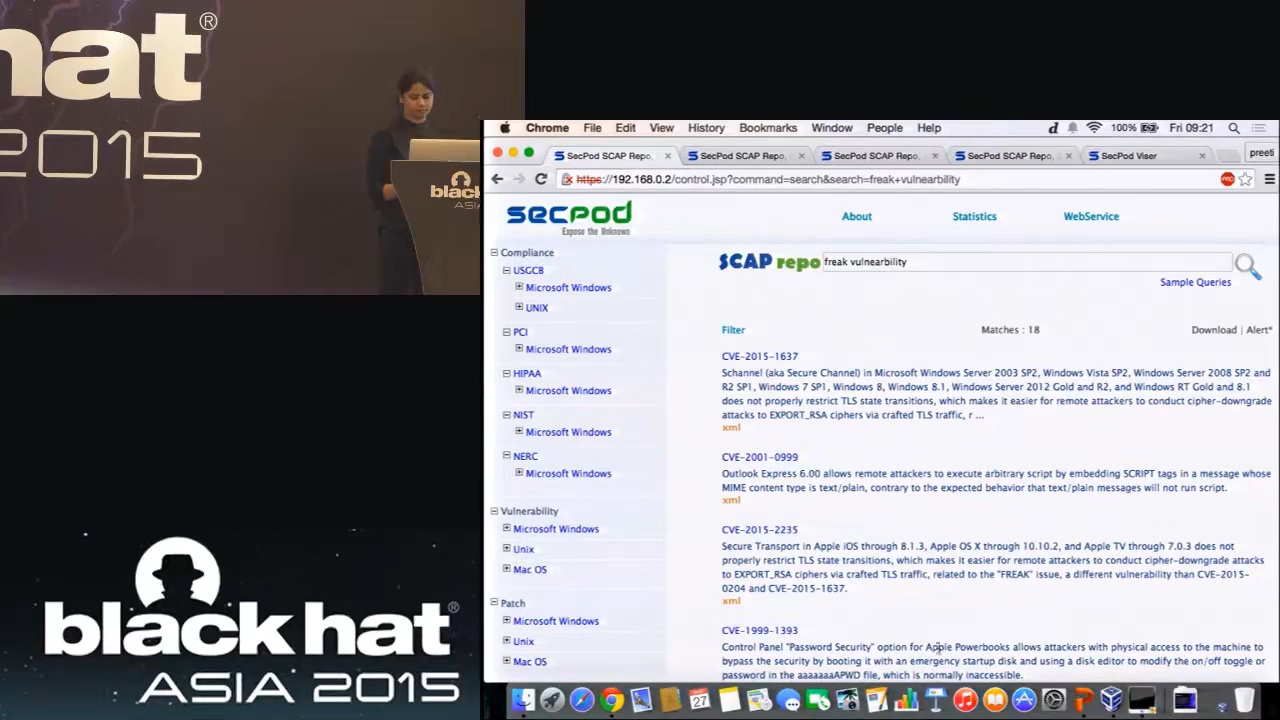 hat®
2015
black
ASIA
Chrome File Edit View History Bookmarks Window People Help
100% Fri 09:21
SecPod SCAP Repo,
SecPod SCAP Repo,
SecPod SCAP Repo,
SecPod SCAP Repo,
SecPod Viser
preeti
https://192.168.0.2/control.jsp?command=search&search=freak+vulnearbility
secpod
Expose the Unknown
About
Statistics
WebService
Compliance
USGCB
Microsoft Windows
UNIX
PCI
Microsoft Windows
HIPAA
Microsoft Windows
NIST
Microsoft Windows
NERC
Microsoft Windows
Vulnerability
Microsoft Windows
Unix
Mac OS
Patch
Microsoft Windows
Unix
Mac OS
SCAP repo
freak vulnearbility
Sample Queries
Filter
Matches : 18
Download | Alert*
CVE-2015-1637
Schannel (aka Secure Channel) in Microsoft Windows Server 2003 SP2, Windows Vista SP2, Windows Server 2008 SP2 and
R2 SP1, Windows 7 SP1, Windows 8, Windows 8.1, Windows Server 2012 Gold and R2, and Windows RT Gold and 8.1
does not properly restrict TLS state transitions, which makes it easier for remote attackers to conduct cipher-downgrade
attacks to EXPORT_RSA ciphers via crafted TLS traffic, r ...
xml
CVE-2001-0999
Outlook Express 6.00 allows remote attackers to execute arbitrary script by embedding SCRIPT tags in a message whose
MIME content type is text/plain, contrary to the expected behavior that text/plain messages will not run script.
xml
CVE-2015-2235
Secure Transport in Apple iOS through 8.1.3, Apple OS X through 10.10.2, and Apple TV through 7.0.3 does not
properly restrict TLS state transitions, which makes it easier for remote attackers to conduct cipher-downgrade attacks
to EXPORT_RSA ciphers via crafted TLS traffic, related to the "FREAK" issue, a different vulnerability than CVE-2015-
0204 and CVE-2015-1637.
xml
CVE-1999-1393
Control Panel "Password Security" option for Apple Powerbooks allows attackers with physical access to the machine to
bypass the security by booting it with an emergency startup disk and using a disk editor to modify the on/off toggle or
password in the aaaaaaaAPWD file, which is normally inaccessible.
27
black hat®
ASIA 2015